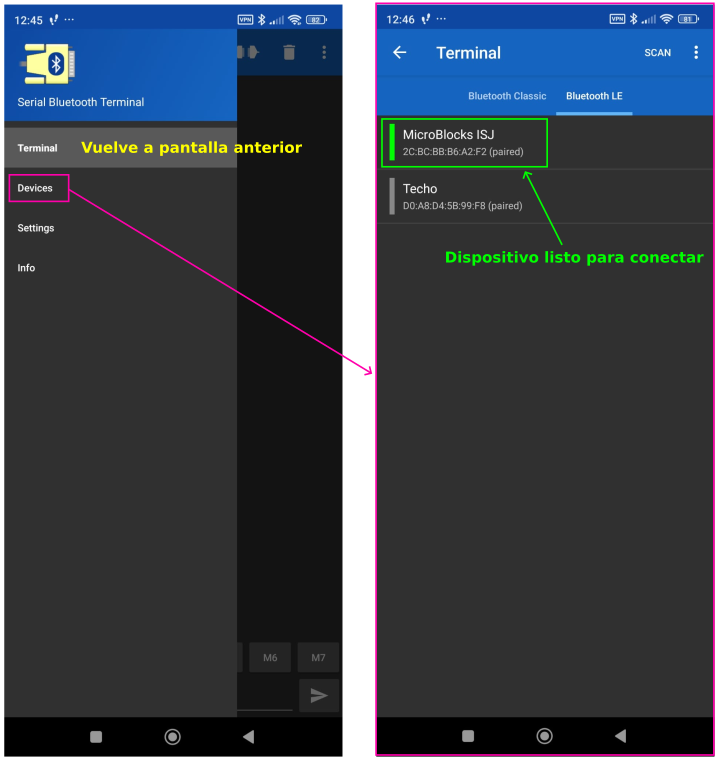 12:45
VPN
82
Serial Bluetooth Terminal
Terminal
Vuelve a pantalla anterior
Devices
Settings
Info
M6
M7
12:46
VPN
81
Terminal
SCAN
Bluetooth Classic
Bluetooth LE
MicroBlocks ISJ
2C:BC:BB:B6:A2:F2 (paired)
Techo
D0:A8:D4:5B:99:F8 (paired)
Dispositivo listo para conectar